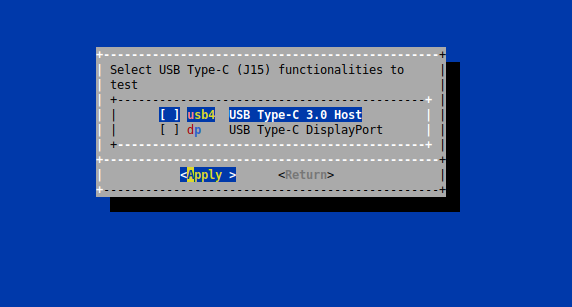 Select USB Type-C (J15) functionalities to
test
[ ] usb4 USB Type-C 3.0 Host
[ ] dp USB Type-C DisplayPort
<Apply > <Return>